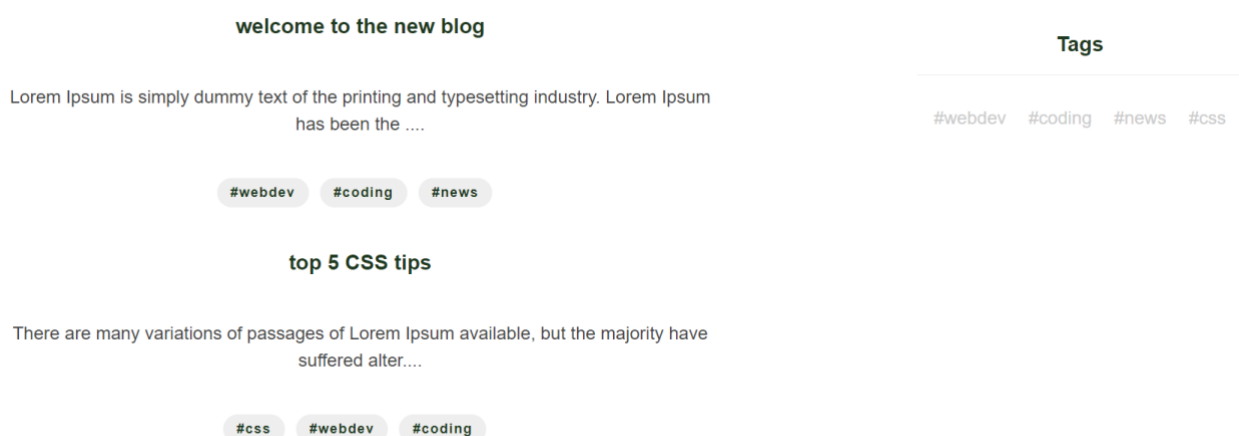 welcome to the new blog
Lorem Ipsum is simply dummy text of the printing and typesetting industry. Lorem Ipsum
has been the ....
#webdev #coding #news
top 5 CSS tips
There are many variations of passages of Lorem Ipsum available, but the majority have
suffered alter....
#css #webdev #coding
Tags
#webdev #coding #news #css